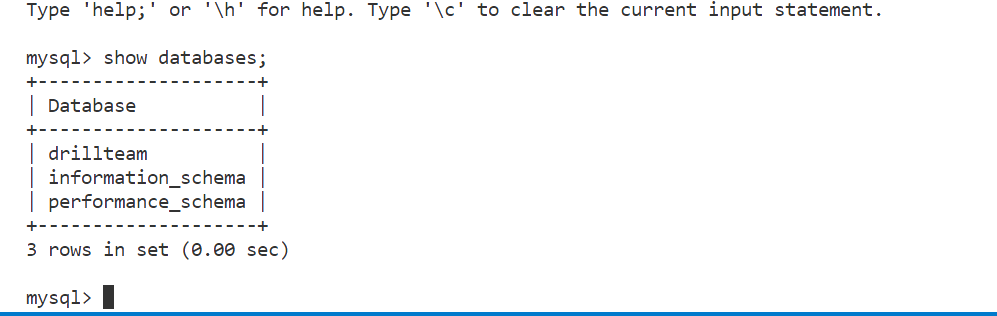 Type 'help;' or '\h' for help. Type '\c' to clear the current input statement.
mysql> show databases;
+--------------------+
| Database           |
+--------------------+
| drillteam          |
| information_schema |
| performance_schema |
+--------------------+
3 rows in set (0.00 sec)
mysql>